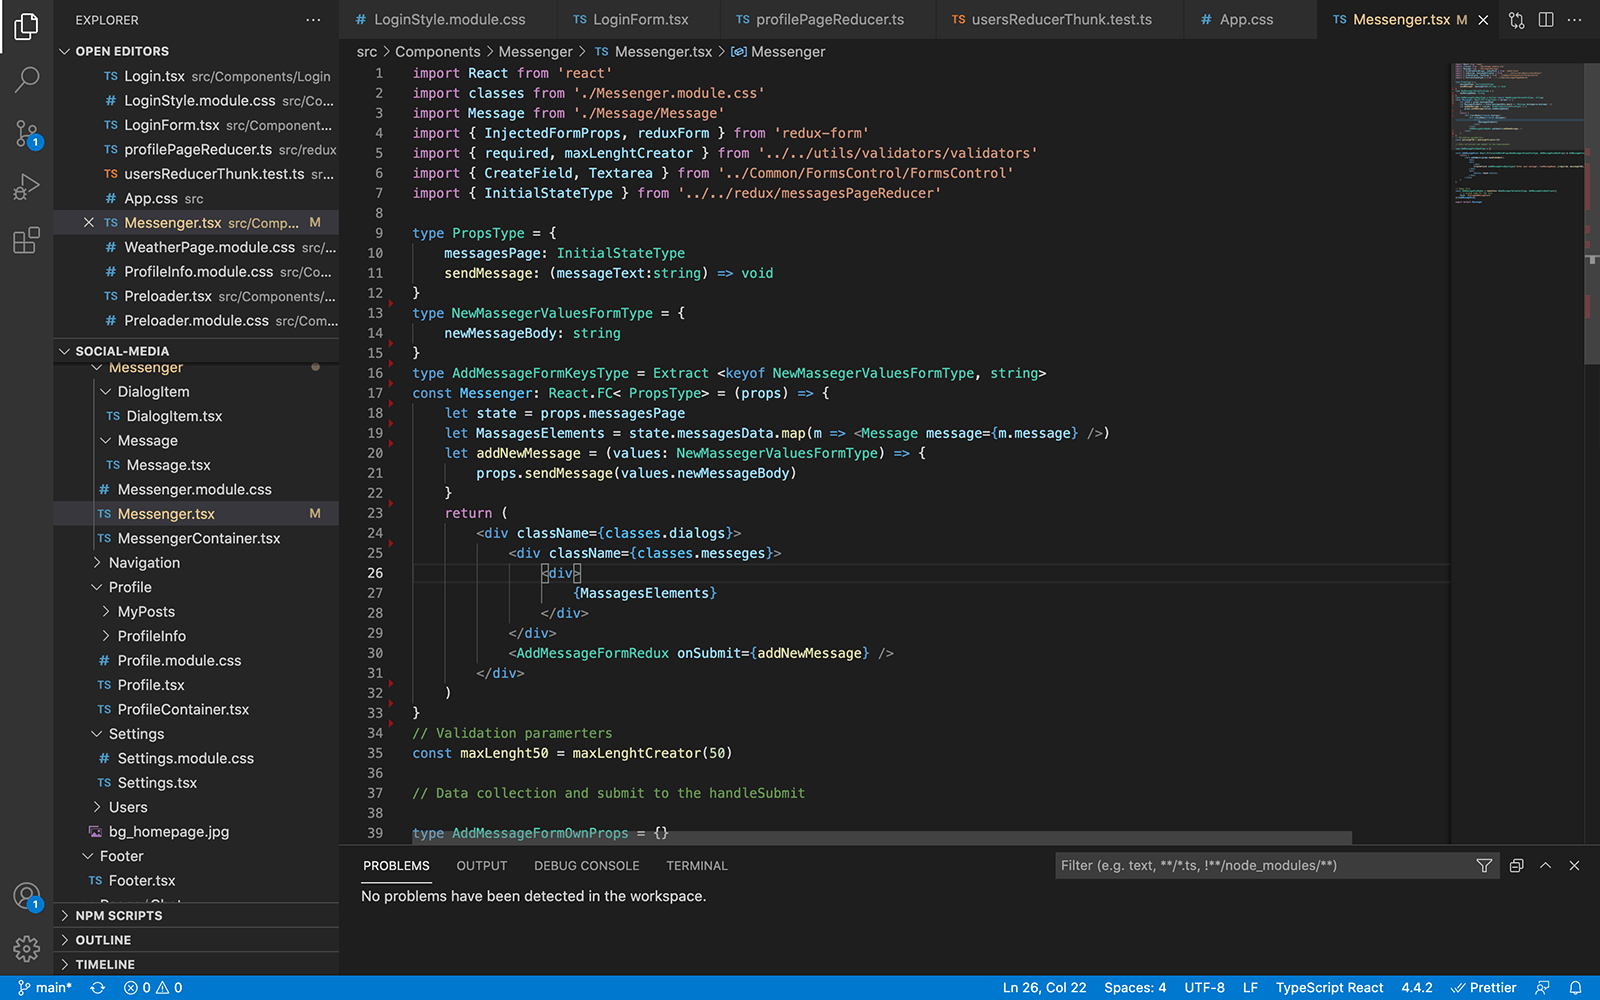 EXPLORER ···
OPEN EDITORS
TS Login.tsx src/Components/Login
# LoginStyle.module.css src/Co...
TS LoginForm.tsx src/Component...
TS profilePageReducer.ts src/redux
TS usersReducerThunk.test.ts sr...
# App.css src
TS Messenger.tsx src/Comp... M
# WeatherPage.module.css src/...
# ProfileInfo.module.css src/Co...
TS Preloader.tsx src/Components/...
# Preloader.module.css src/Com...
SOCIAL-MEDIA
Messenger
DialogItem
TS DialogItem.tsx
Message
TS Message.tsx
# Messenger.module.css
TS Messenger.tsx M
TS MessengerContainer.tsx
Navigation
Profile
MyPosts
ProfileInfo
# Profile.module.css
TS Profile.tsx
TS ProfileContainer.tsx
Settings
# Settings.module.css
TS Settings.tsx
Users
bg_homepage.jpg
Footer
TS Footer.tsx
NPM SCRIPTS
OUTLINE
TIMELINE
1
1
# LoginStyle.module.css TS LoginForm.tsx TS profilePageReducer.ts TS usersReducerThunk.test.ts # App.css TS Messenger.tsx M
src > Components > Messenger > TS Messenger.tsx > Messenger
1 import React from 'react'
2 import classes from './Messenger.module.css'
3 import Message from './Message/Message'
4 import { InjectedFormProps, reduxForm } from 'redux-form'
5 import { required, maxLenghtCreator } from '../../utils/validators/validators'
6 import { CreateField, Textarea } from '../Common/FormsControl/FormsControl'
7 import { InitialStateType } from '../../redux/messagesPageReducer'
8
9 type PropsType = {
10 messagesPage: InitialStateType
11 sendMessage: (messageText:string) => void
12 }
13 type NewMassegerValuesFormType = {
14 newMessageBody: string
15 }
16 type AddMessageFormKeysType = Extract <keyof NewMassegerValuesFormType, string>
17 const Messenger: React.FC< PropsType> = (props) => {
18 let state = props.messagesPage
19 let MassagesElements = state.messagesData.map(m => <Message message={m.message} />)
20 let addNewMessage = (values: NewMassegerValuesFormType) => {
21 props.sendMessage(values.newMessageBody)
22 }
23 return (
24 <div className={classes.dialogs}>
25 <div className={classes.messeges}>
26 <div>
27 {MassagesElements}
28 </div>
29 </div>
30 <AddMessageFormRedux onSubmit={addNewMessage} />
31 </div>
32 )
33 }
34 // Validation paramerters
35 const maxLenght50 = maxLenghtCreator(50)
36
37 // Data collection and submit to the handleSubmit
38
39 type AddMessageFormOwnProps = {}
PROBLEMS OUTPUT DEBUG CONSOLE TERMINAL Filter (e.g. text, **/*.ts, !**/node_modules/**)
No problems have been detected in the workspace.
main* 0 0 Ln 26, Col 22 Spaces: 4 UTF-8 LF TypeScript React 4.4.2 Prettier